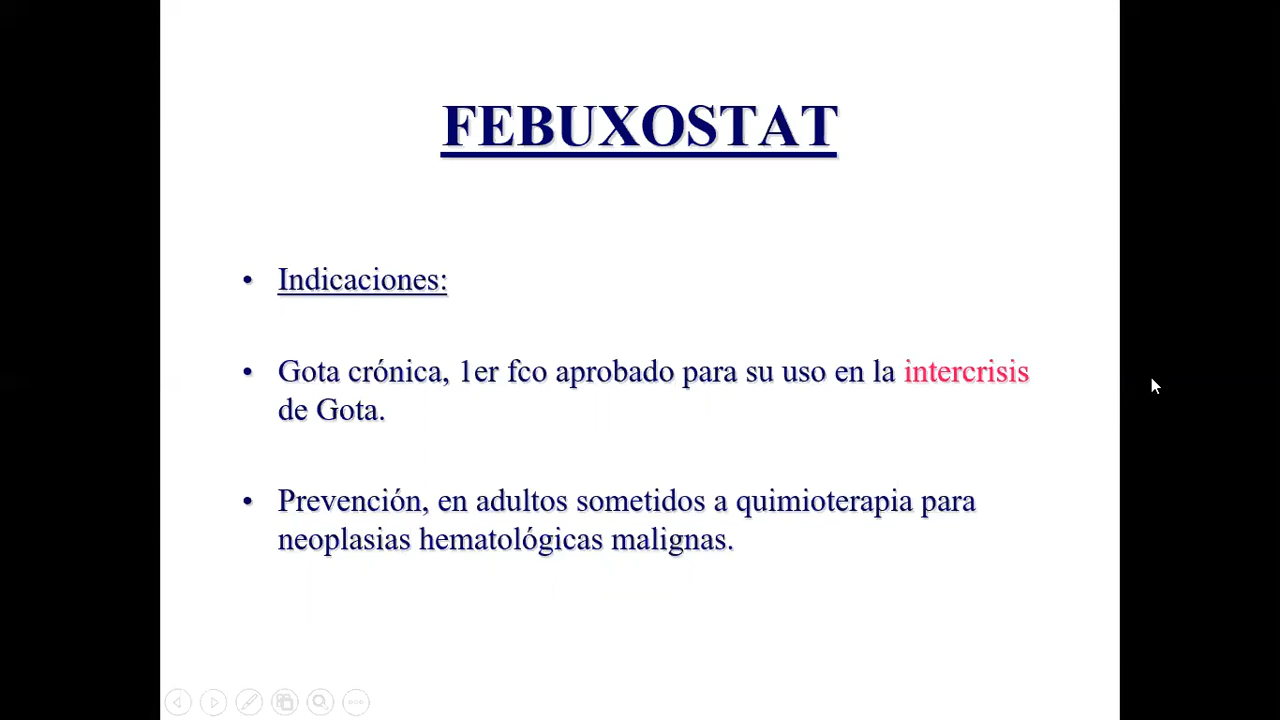 FEBUXOSTAT
• Indicaciones:
• Gota crónica, 1er fco aprobado para su uso en la intercrisis
de Gota.
• Prevención, en adultos sometidos a quimioterapia para
neoplasias hematológicas malignas.